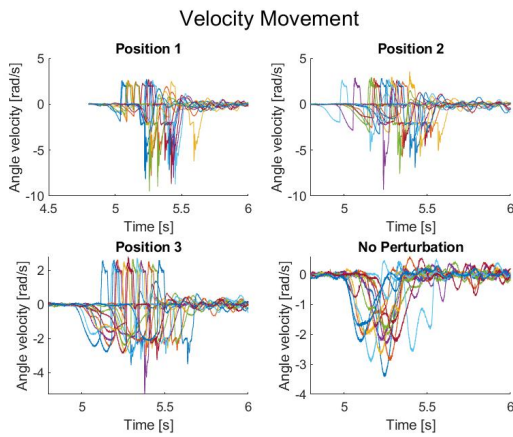 Velocity Movement
Position 1
Position 2
Angle velocity [rad/s]
5
0
-5
-10
4.5
5
5.5
6
Time [s]
Angle velocity [rad/s]
5
0
-5
-10
5
5.5
6
Time [s]
Position 3
No Perturbation
Angle velocity [rad/s]
2
0
-2
-4
5
5.5
6
Time [s]
Angle velocity [rad/s]
0
-1
-2
-3
-4
5
5.5
6
Time [s]